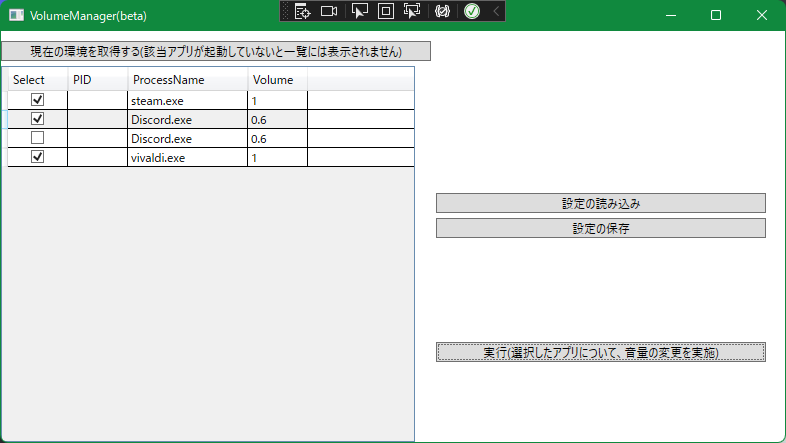 VolumeManager(beta)
現在の環境を取得する(該当アプリが起動していないと一覧には表示されません)
Select PID ProcessName Volume
steam.exe 1
Discord.exe 0.6
Discord.exe 0.6
vivaldi.exe 1
設定の読み込み
設定の保存
実行(選択したアプリについて、音量の変更を実施)